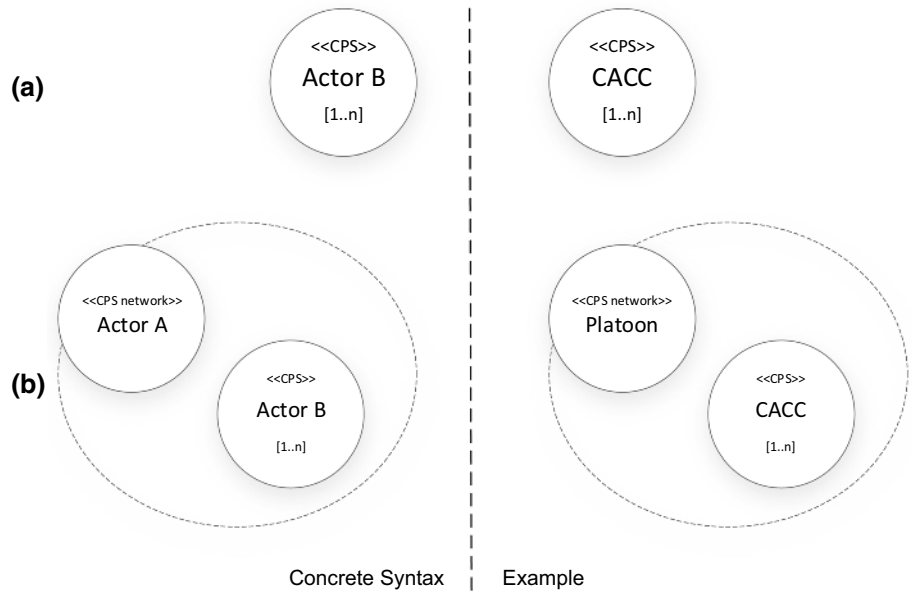 (a)
<<CPS>>
Actor B
[1..n]
<<CPS>>
CACC
[1..n]
(b)
<<CPS network>>
Actor A
<<CPS>>
Actor B
[1..n]
<<CPS network>>
Platoon
<<CPS>>
CACC
[1..n]
Concrete Syntax
Example